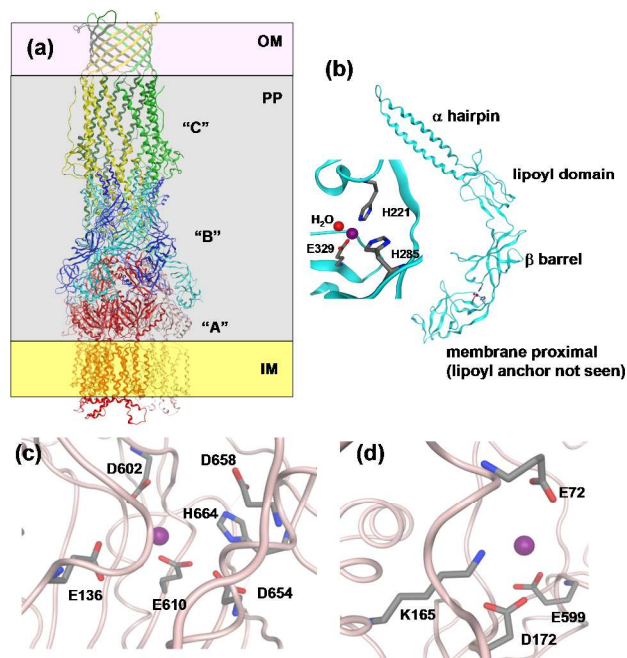 (a)
OM
PP
“C”
“B”
“A”
IM
(b)
α hairpin
lipoyl domain
H221
H2O
E329
H285
β barrel
membrane proximal
(lipoyl anchor not seen)
(c)
D602
D658
H664
E136
E610
D654
(d)
E72
K165
E599
D172